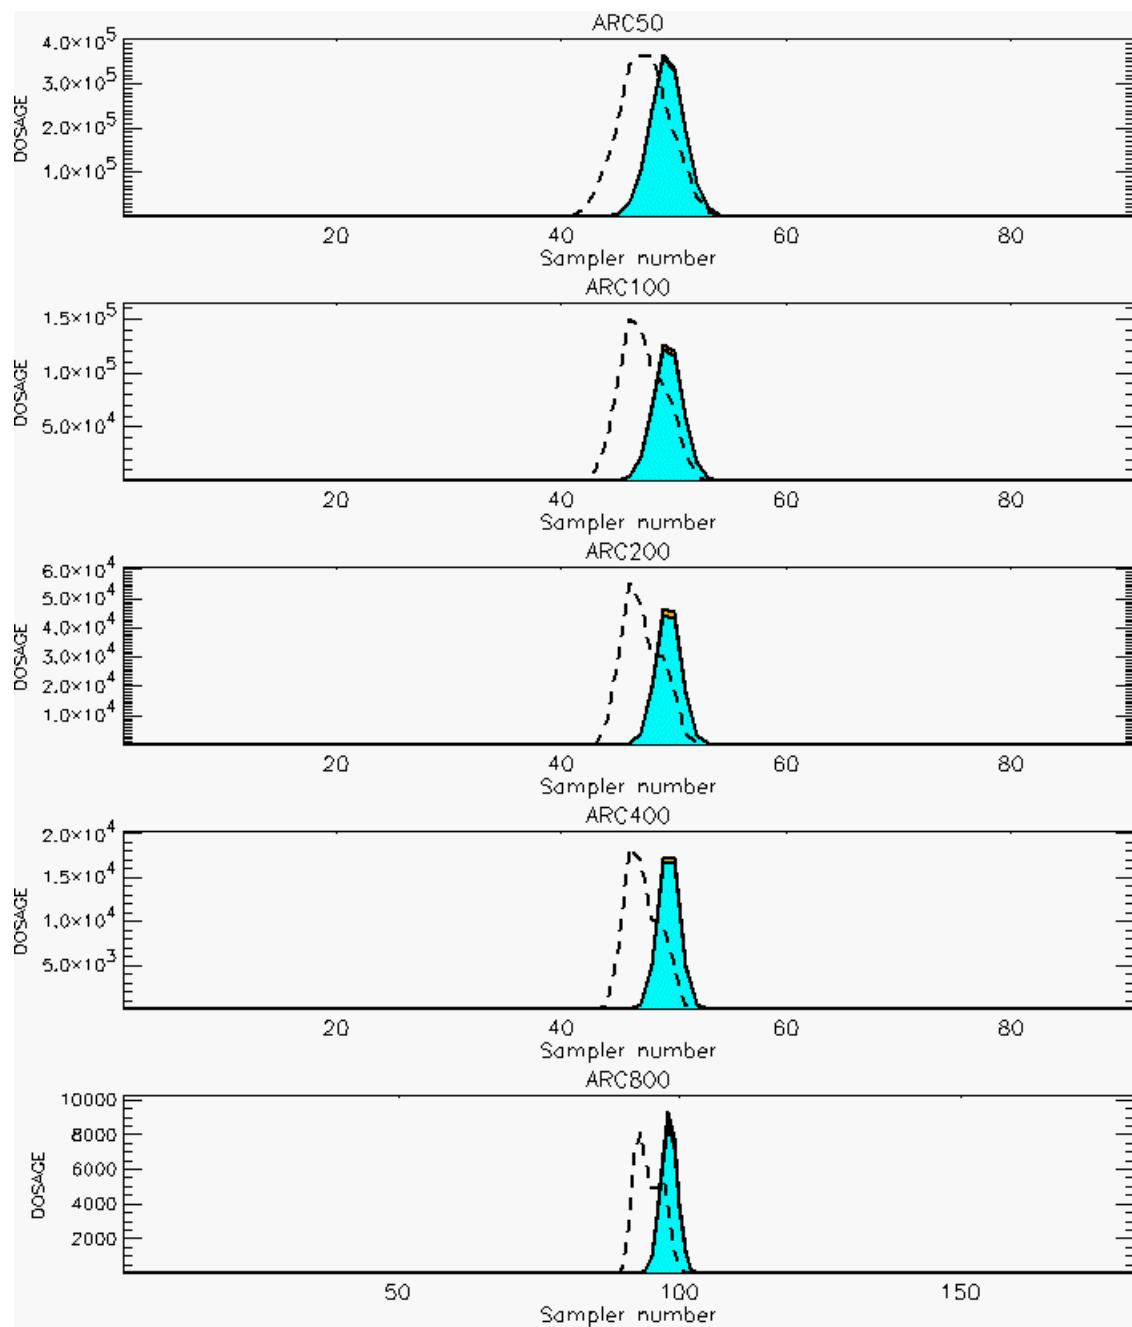 ARC50
4.0×10^5
3.0×10^5
2.0×10^5
1.0×10^5
DOSAGE
20 40 60 80
Sampler number
ARC100
1.5×10^5
1.0×10^5
5.0×10^4
DOSAGE
20 40 60 80
Sampler number
ARC200
6.0×10^4
5.0×10^4
4.0×10^4
3.0×10^4
2.0×10^4
1.0×10^4
DOSAGE
20 40 60 80
Sampler number
ARC400
2.0×10^4
1.5×10^4
1.0×10^4
5.0×10^3
DOSAGE
20 40 60 80
Sampler number
ARC800
10000
8000
6000
4000
2000
DOSAGE
50 100 150
Sampler number